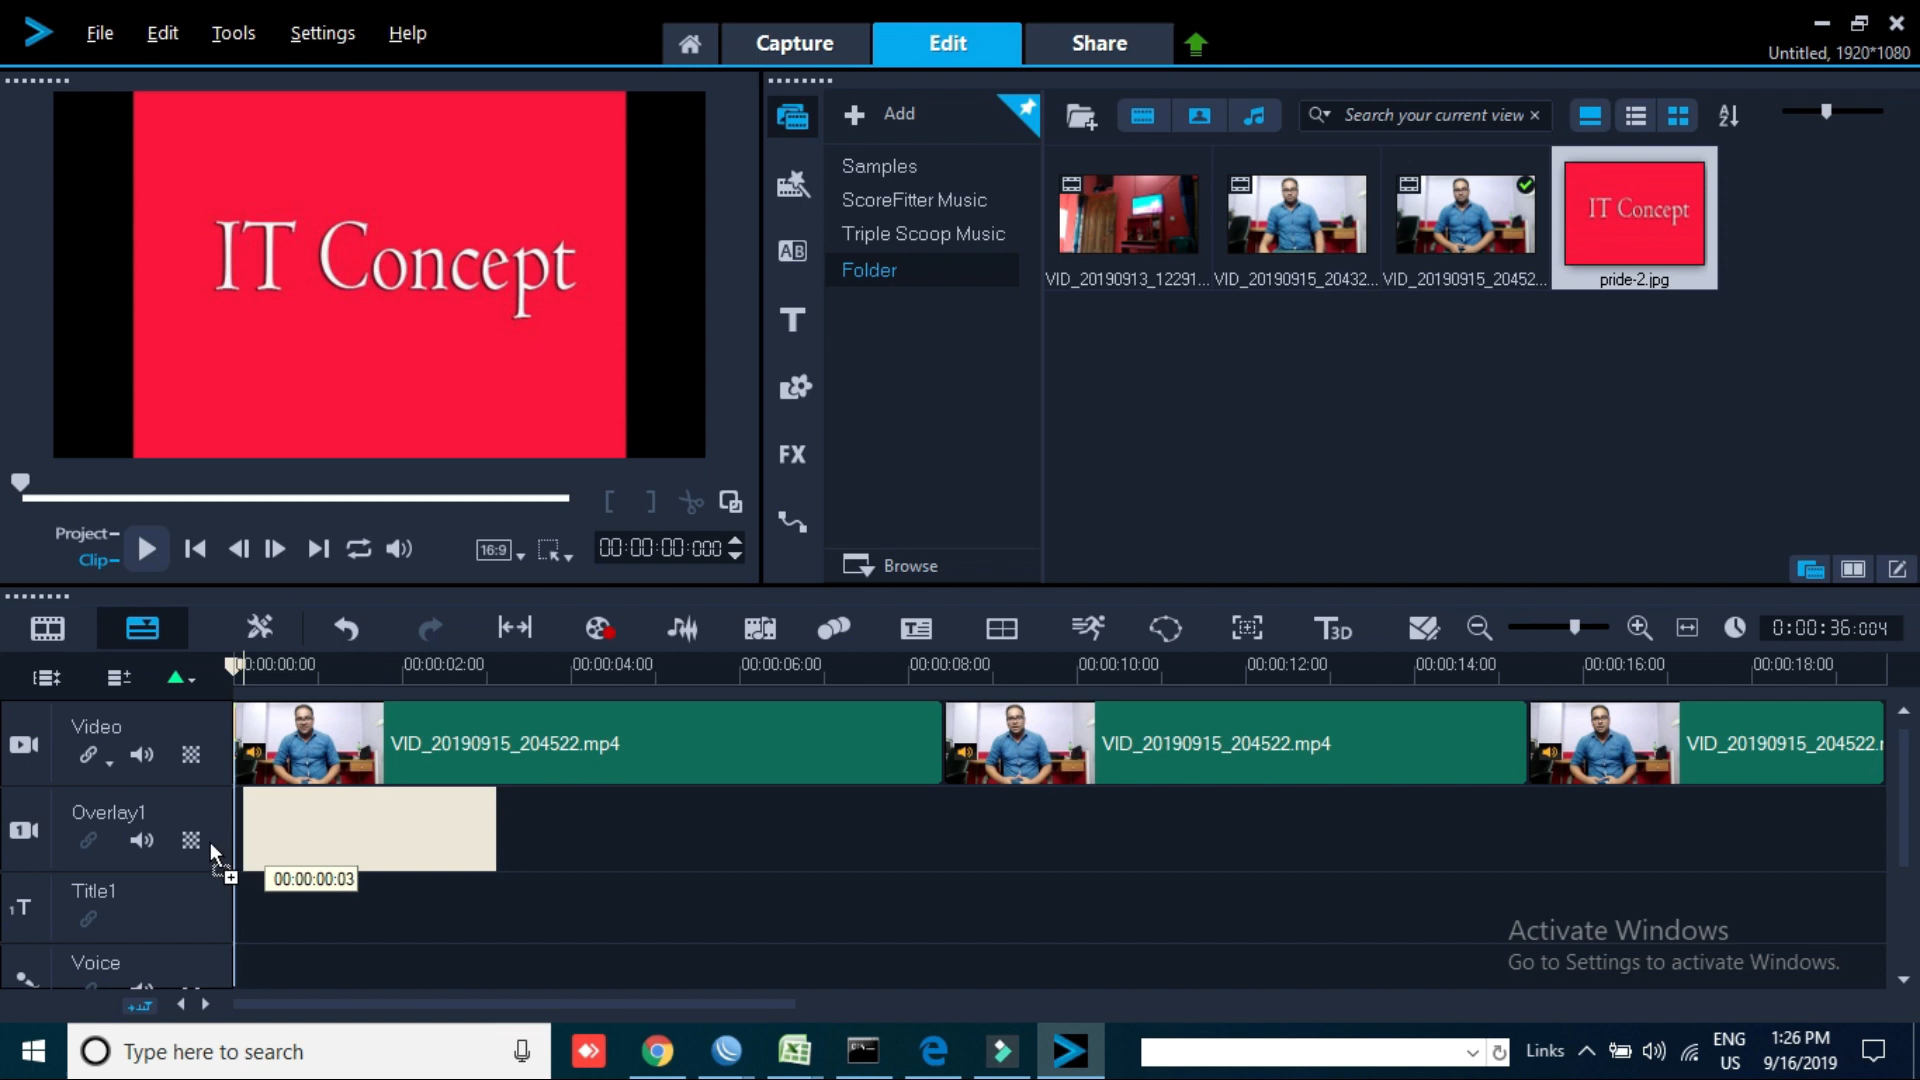 File Edit Tools Settings Help
Capture Edit Share
Untitled, 1920*1080
IT Concept
Add
Search your current view ×
Samples
ScoreFitter Music
Triple Scoop Music
Folder
Browse
IT Concept
VID_20190913_12291... VID_20190915_20432... VID_20190915_20452... pride-2.jpg
AB
T
FX
Project-
Clip-
16:9
00:00:00:000
T3D
0:00:36:004
0:00:00:00 00:00:02:00 00:00:04:00 00:00:06:00 00:00:08:00 00:00:10:00 00:00:12:00 00:00:14:00 00:00:16:00 00:00:18:00
Video
VID_20190915_204522.mp4 VID_20190915_204522.mp4 VID_20190915_204522.
Overlay1
1
00:00:00:03
Title1
1T
Voice
Activate Windows
Go to Settings to activate Windows.
Type here to search
Links
ENG
US
1:26 PM
9/16/2019